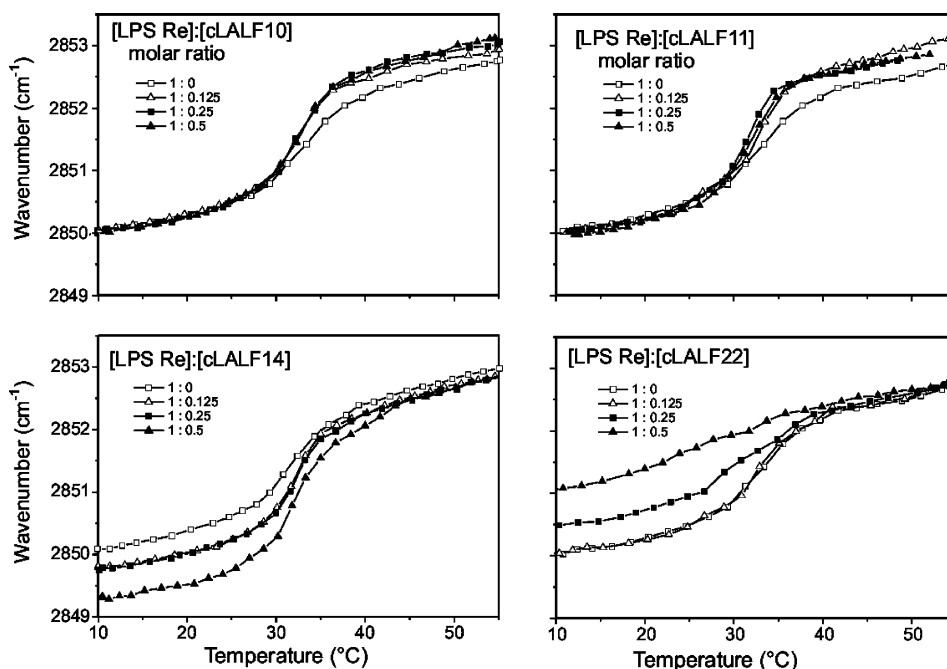 [LPS Re]:[cLALF10]
molar ratio
1 : 0
1 : 0.125
1 : 0.25
1 : 0.5
2853
2852
2851
2850
2849
Wavenumber (cm⁻¹)
[LPS Re]:[cLALF11]
molar ratio
1 : 0
1 : 0.125
1 : 0.25
1 : 0.5
[LPS Re]:[cLALF14]
1 : 0
1 : 0.125
1 : 0.25
1 : 0.5
2853
2852
2851
2850
2849
Wavenumber (cm⁻¹)
10 20 30 40 50
Temperature (°C)
[LPS Re]:[cLALF22]
1 : 0
1 : 0.125
1 : 0.25
1 : 0.5
10 20 30 40 50
Temperature (°C)